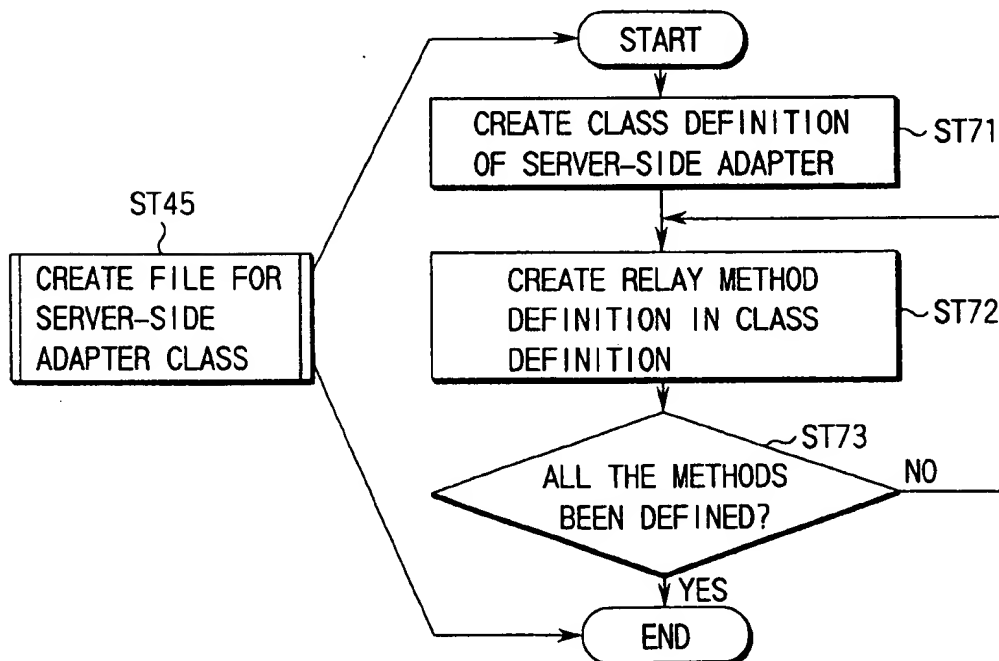 START
CREATE CLASS DEFINITION
OF SERVER-SIDE ADAPTER
ST71
ST45
CREATE FILE FOR
SERVER-SIDE
ADAPTER CLASS
CREATE RELAY METHOD
DEFINITION IN CLASS
DEFINITION
ST72
ST73
ALL THE METHODS
BEEN DEFINED?
NO
YES
END